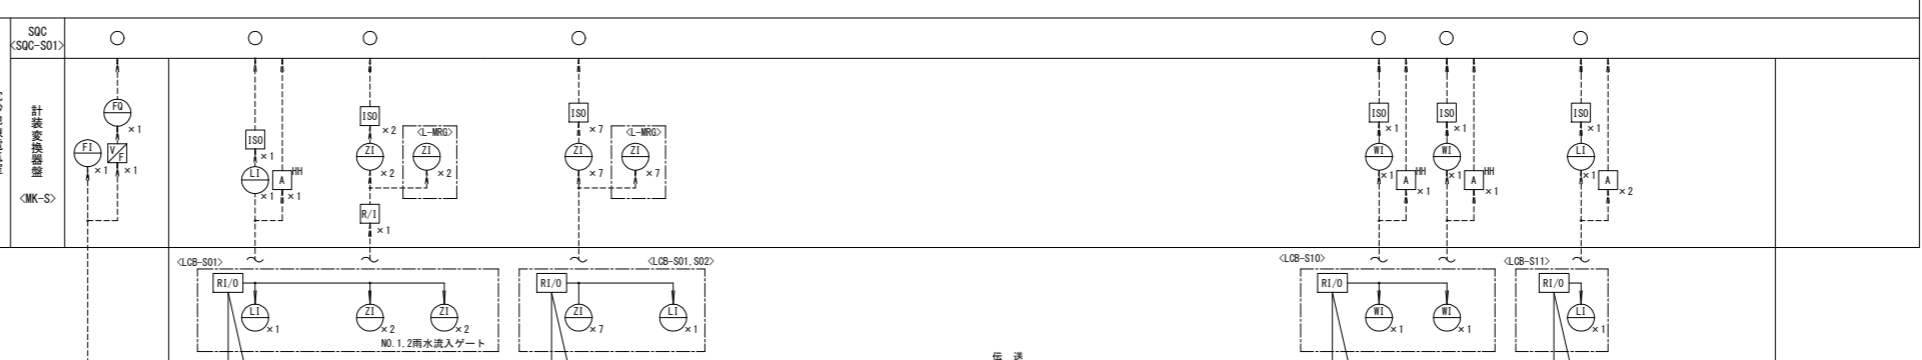 SQC
<SQC-S01>
計装変換器盤
<MK-S>
FQ
×1
FI
×1
V/F
×1
ISO
×1
LI
×1
A
HH
×1
ISO
×2
ZI
×2
<L-MRG>
ZI
×2
R/I
×1
ISO
×7
ZI
×7
<L-MRG>
ZI
×7
ISO
×1
WI
×1
A
HH
×1
ISO
×1
WI
×1
A
HH
×1
ISO
×1
LI
×1
A
×2
<LCB-S01>
RI/O
LI
×1
ZI
×2
ZI
×2
NO.1,2雨水流入ゲート
<LCB-S01,S02>
RI/O
ZI
×7
LI
×1
<LCB-S10>
RI/O
WI
×1
WI
×1
<LCB-S11>
RI/O
LI
×1
伝 送